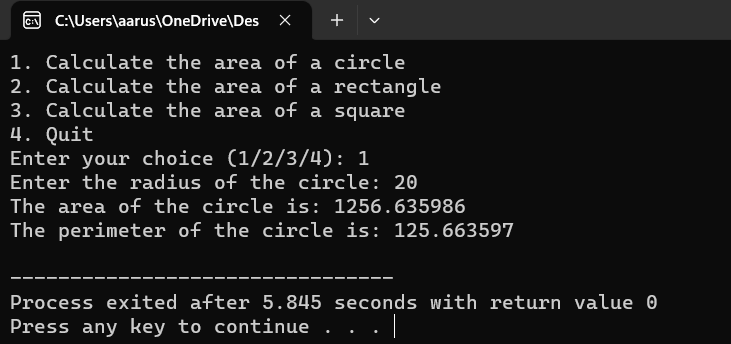 C:\Users\aarus\OneDrive\Des
1. Calculate the area of a circle
2. Calculate the area of a rectangle
3. Calculate the area of a square
4. Quit
Enter your choice (1/2/3/4): 1
Enter the radius of the circle: 20
The area of the circle is: 1256.635986
The perimeter of the circle is: 125.663597
--------------------------------
Process exited after 5.845 seconds with return value 0
Press any key to continue . . .